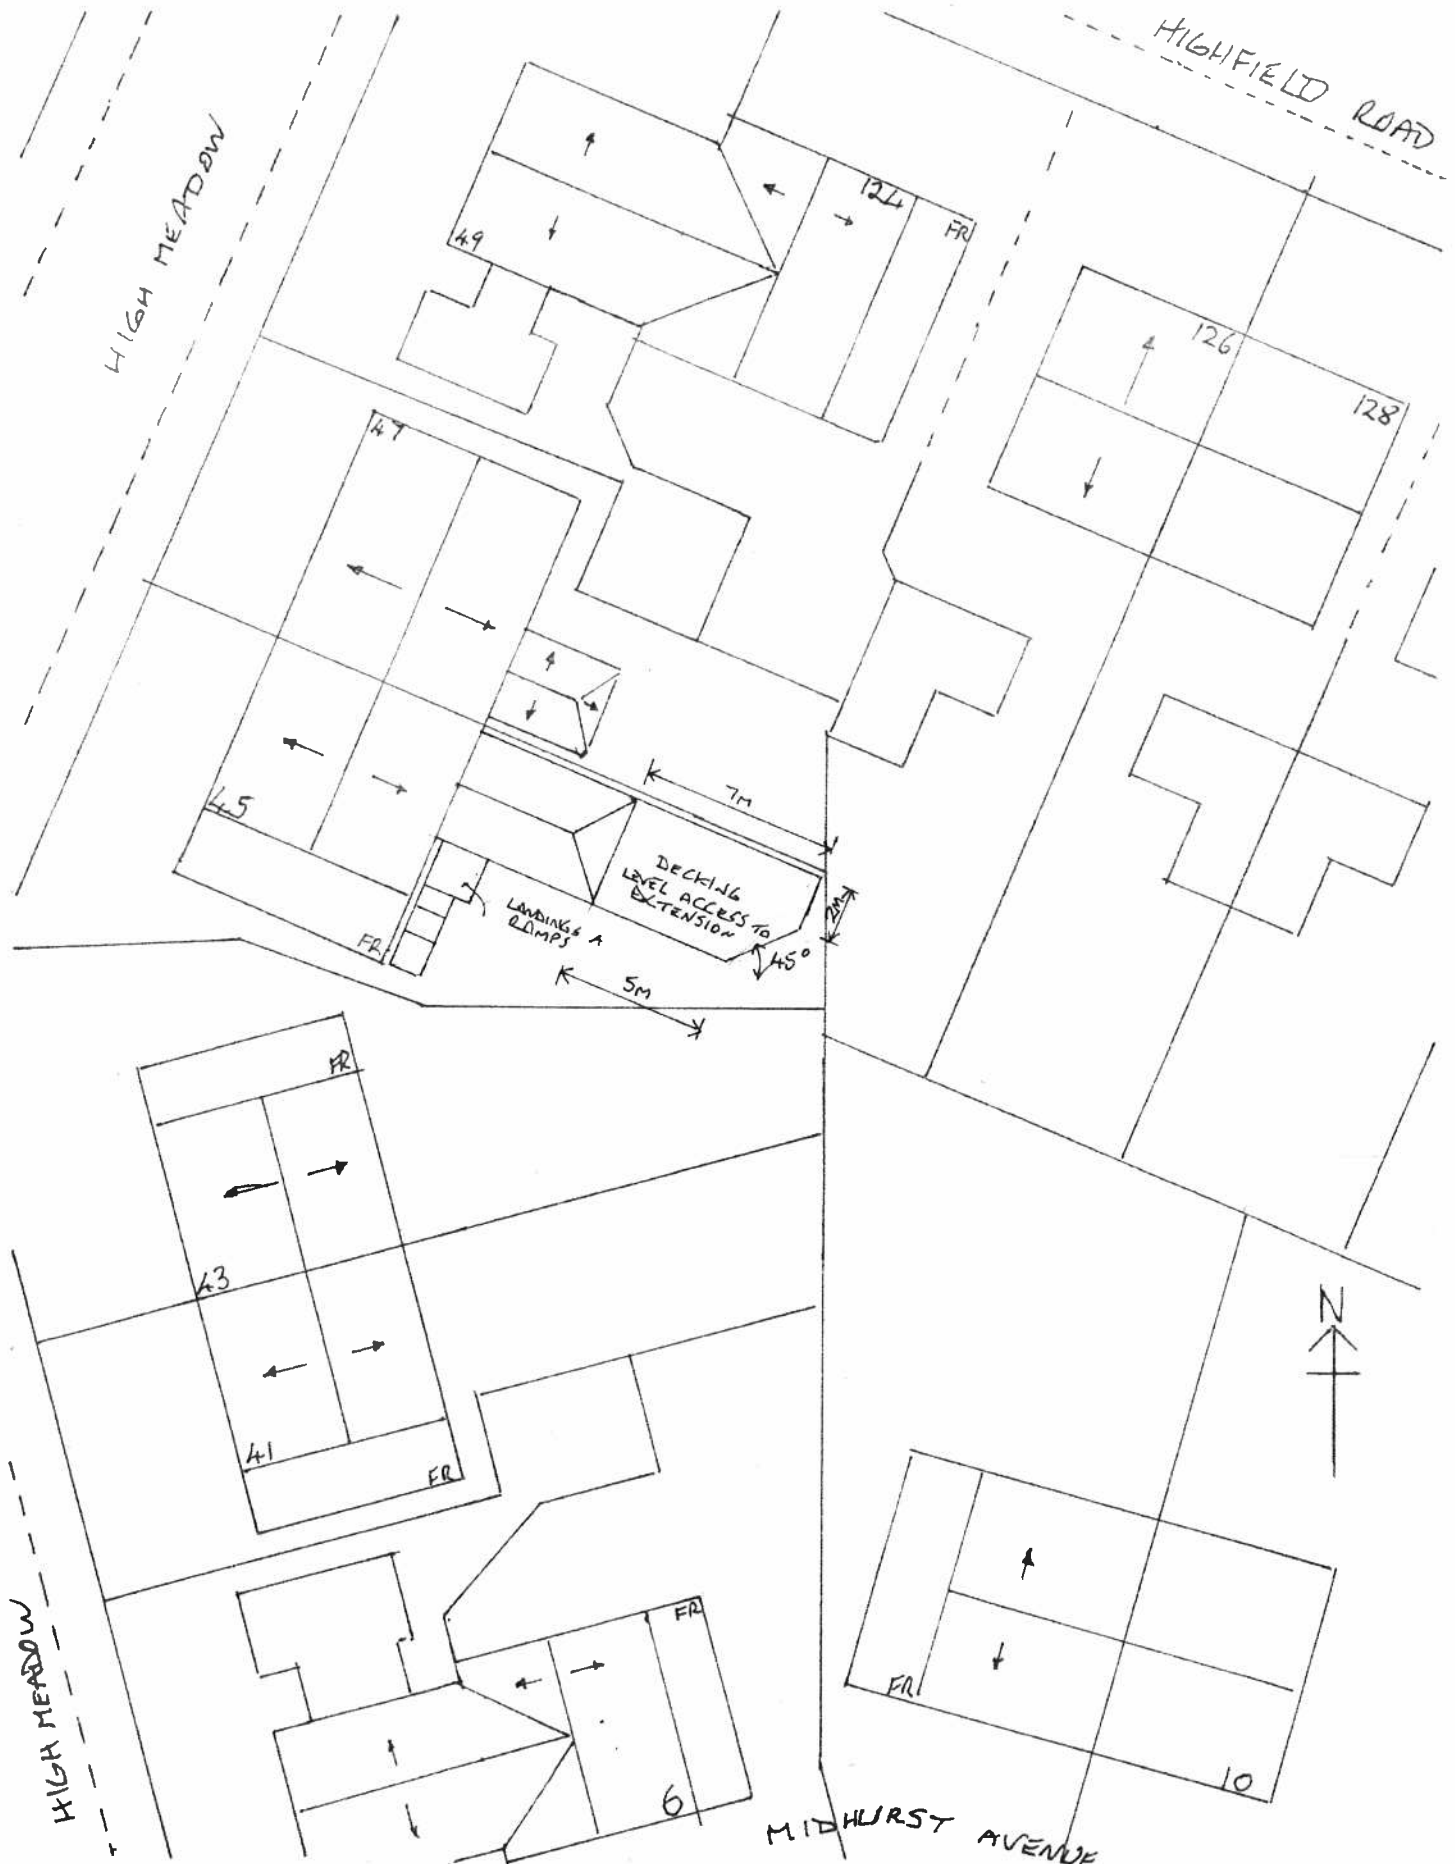 HIGHFIELD ROAD
HIGH MEADOW
124
FR
49
126
128
47
7M
45
DECKING
LEVEL ACCESS TO
EXTENSION
2M
LANDINGS &
RAMPS
FR
45°
5M
FR
43
N
41
FR
HIGH MEADOW
FR
FR
10
6
MIDHURST AVENUE